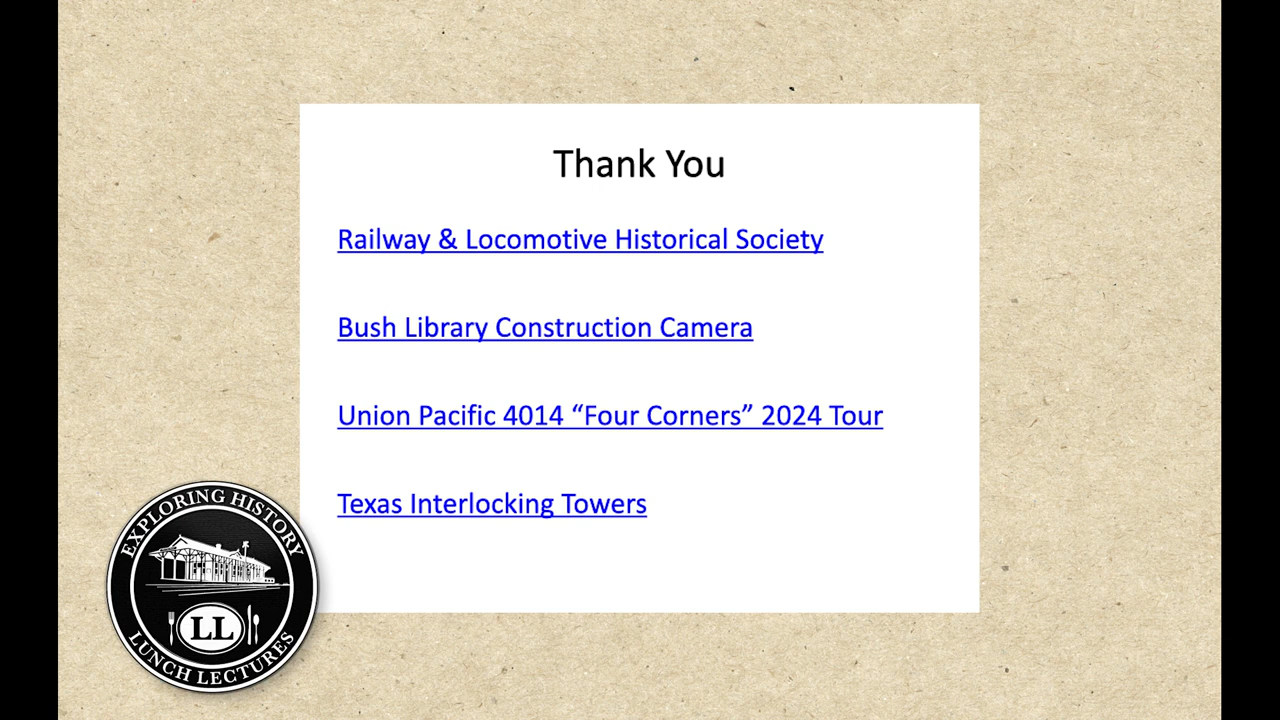 Thank You
Railway & Locomotive Historical Society
Bush Library Construction Camera
Union Pacific 4014 “Four Corners” 2024 Tour
Texas Interlocking Towers
EXPLORING HISTORY
LL
LUNCH LECTURES